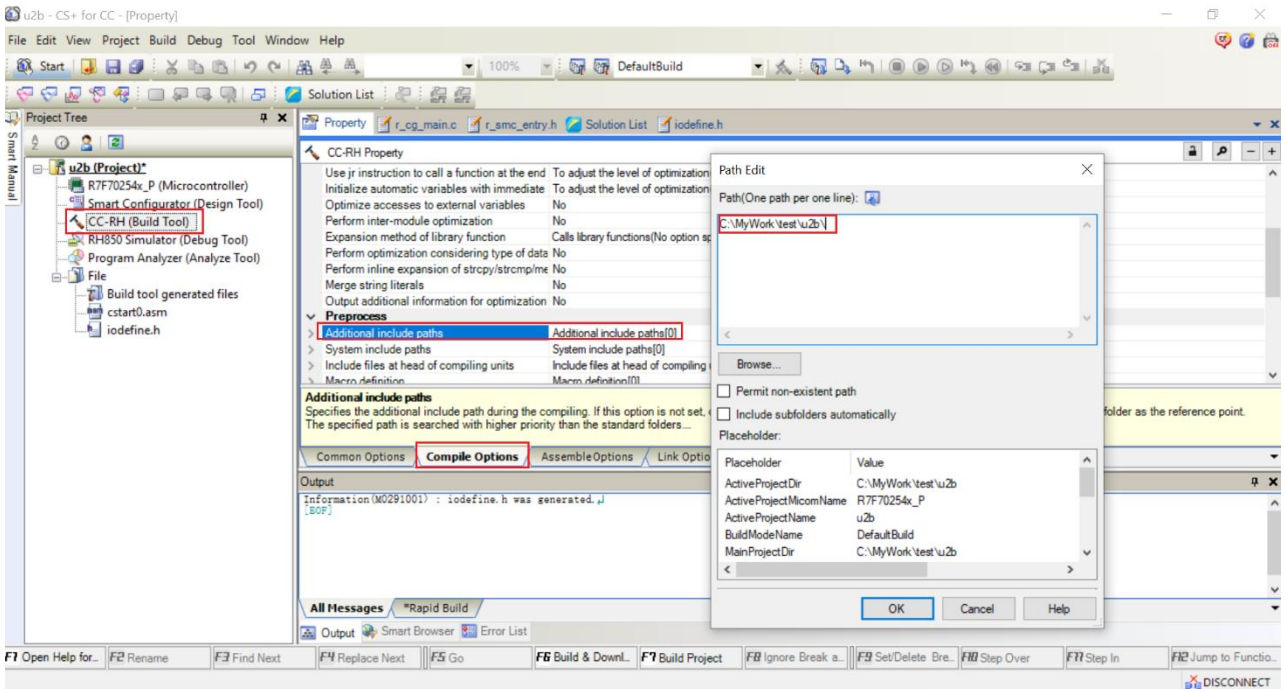 u2b - CS+ for CC - [Property]
File Edit View Project Build Debug Tool Window Help
Start 100% DefaultBuild
Solution List
Smart Manual
Project Tree
u2b (Project)*
R7F70254x_P (Microcontroller)
Smart Configurator (Design Tool)
CC-RH (Build Tool)
RH850 Simulator (Debug Tool)
Program Analyzer (Analyze Tool)
File
Build tool generated files
cstart0.asm
iodefine.h
Property r_cg_main.c r_smc_entry.h Solution List iodefine.h
CC-RH Property
Use jr instruction to call a function at the end To adjust the level of optimization
Initialize automatic variables with immediate To adjust the level of optimization
Optimize accesses to external variables No
Perform inter-module optimization No
Expansion method of library function Calls library functions(No option sp
Perform optimization considering type of data No
Perform inline expansion of strcpy/strcmp/me No
Merge string literals No
Output additional information for optimization No
Preprocess
Additional include paths Additional include paths[0]
System include paths System include paths[0]
Include files at head of compiling units Include files at head of compiling
Macro definition Macro definition[0]
Additional include paths
Specifies the additional include path during the compiling. If this option is not set, folder as the reference point.
The specified path is searched with higher priority than the standard folders...
Common Options Compile Options Assemble Options Link Optio
Output
Information(M0291001) : iodefine.h was generated.
[EOF]
All Messages *Rapid Build
Output Smart Browser Error List
Path Edit
Path(One path per one line):
C:\MyWork\test\u2b\
Browse...
Permit non-existent path
Include subfolders automatically
Placeholder:
Placeholder Value
ActiveProjectDir C:\MyWork\test\u2b
ActiveProjectMicomName R7F70254x_P
ActiveProjectName u2b
BuildModeName DefaultBuild
MainProjectDir C:\MyWork\test\u2b
OK Cancel Help
F1 Open Help for... F2 Rename F3 Find Next F4 Replace Next F5 Go F6 Build & Downl... F7 Build Project F8 Ignore Break a... F9 Set/Delete Bre... F10 Step Over F11 Step In F12 Jump to Functio...
DISCONNECT